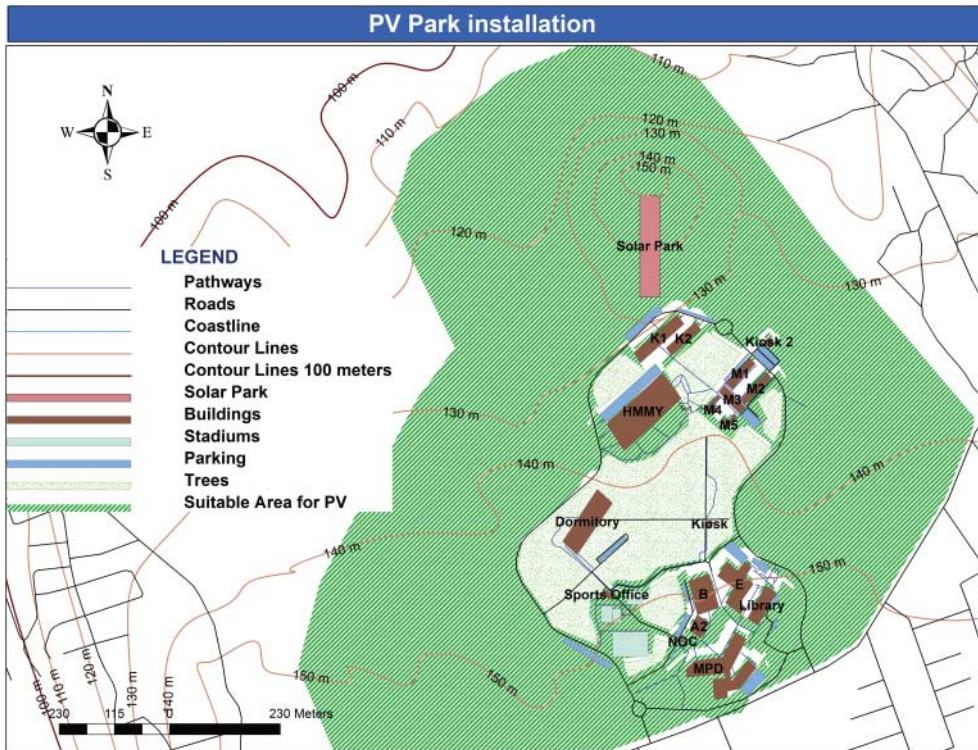 PV Park installation
N
W
E
S
100 m
110 m
110 m
120 m
130 m
140 m
150 m
100 m
120 m
Solar Park
130 m
130 m
LEGEND
Pathways
Roads
Coastline
Contour Lines
Contour Lines 100 meters
Solar Park
Buildings
Stadiums
Parking
Trees
Suitable Area for PV
K1
K2
Kiosk 2
M1
M2
M3
M4
M5
HMMY
130 m
140 m
140 m
Dormitory
Kiosk
140 m
Sports Office
B
E
150 m
Library
A2
NOC
MPD
150 m
150 m
100 m
110 m
120 m
130 m
140 m
230 115 0 230 Meters